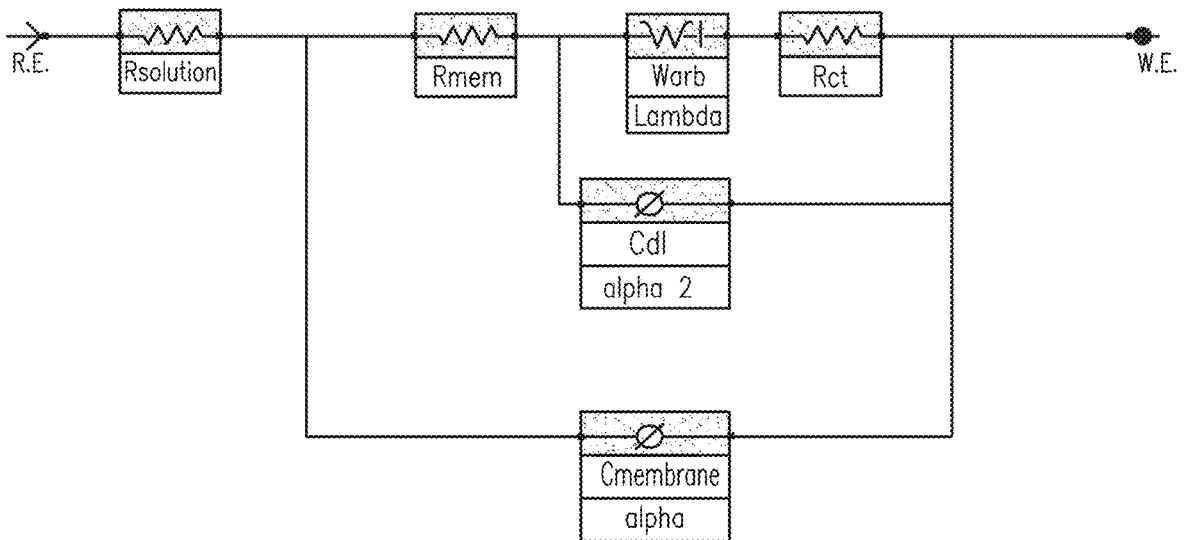 R.E.
Rsolution
Rmem
Warb
Lambda
Rct
W.E.
Cdl
alpha 2
Cmembrane
alpha